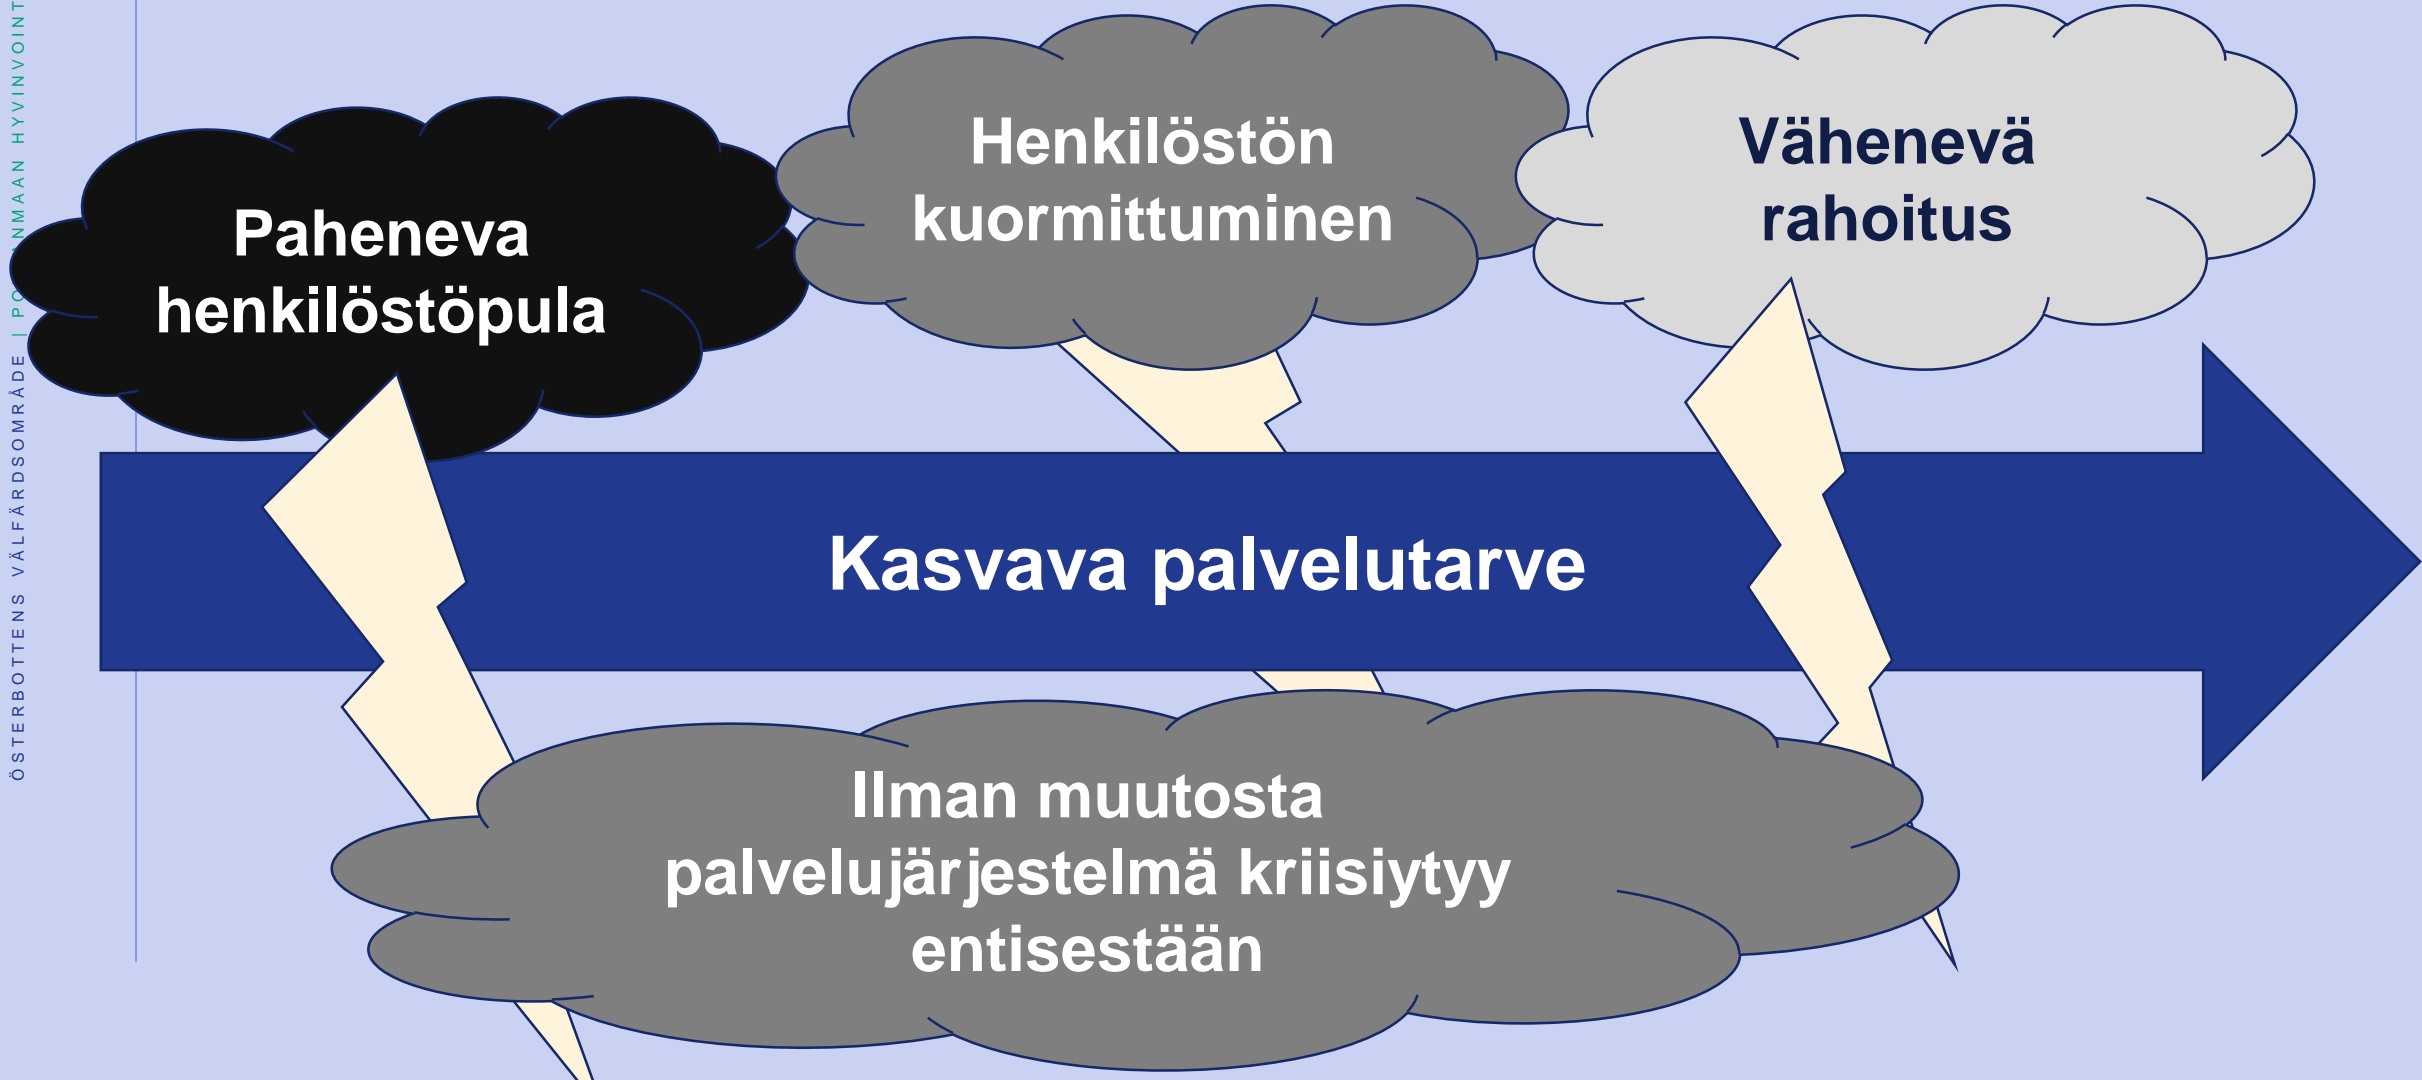 Paheneva
henkilöstöpula
Henkilöstön
kuormittuminen
Vähenevä
rahoitus
Kasvava palvelutarve
Ilman muutosta
palvelujärjestelmä kriisiytyy
entisestään
ÖSTERBOTTENS VÄLFÄRDSOMRÅDE |